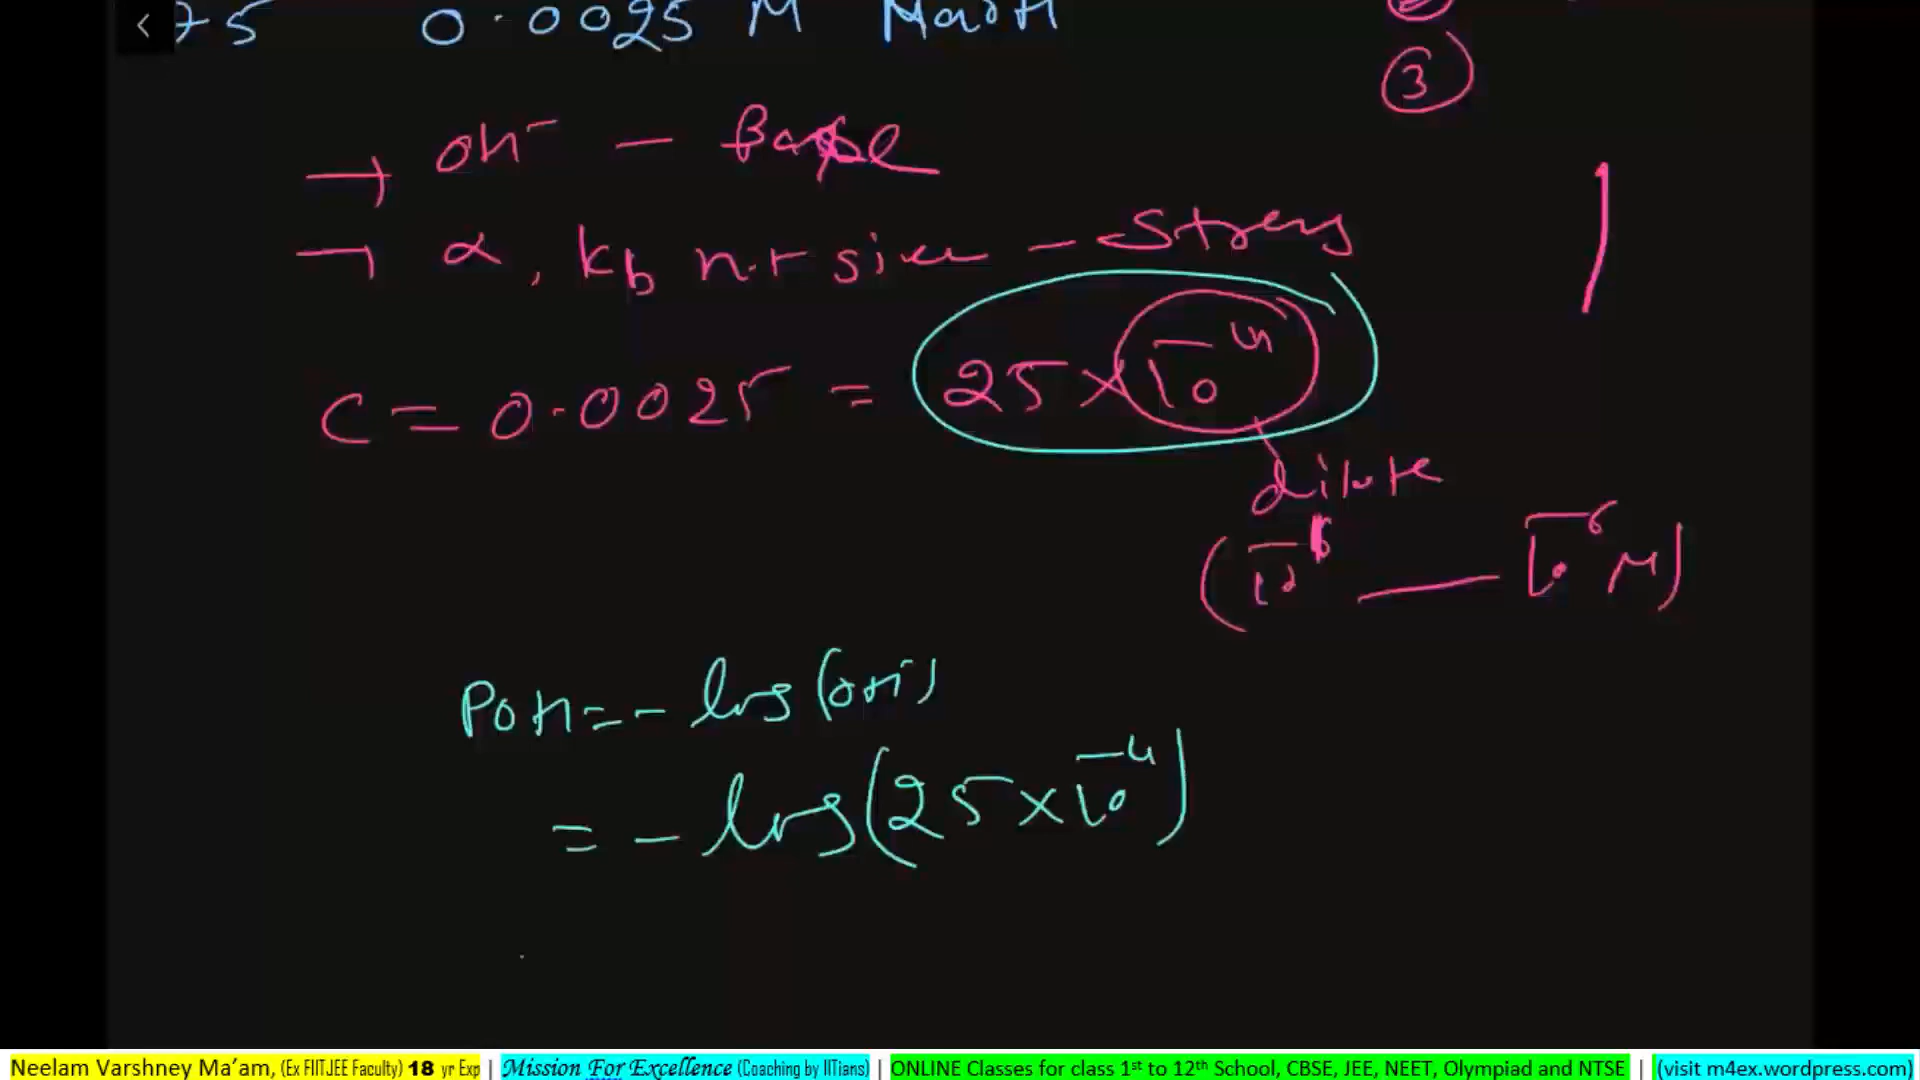 75 0.0025 M NaOH
③
→ OH⁻ — Base
→ α, kb not given — Strong
C = 0.0025 = 25 × 10⁻⁴
dilute
10⁻⁶ M)
POH = - log (OH⁻)
= - log (25 × 10⁻⁴)
Neelam Varshney Ma'am, (Ex FIITJEE Faculty) 18 yr Exp | Mission For Excellence (Coaching by IITians) | ONLINE Classes for class 1st to 12th School, CBSE, JEE, NEET, Olympiad and NTSE | (visit m4ex.wordpress.com)